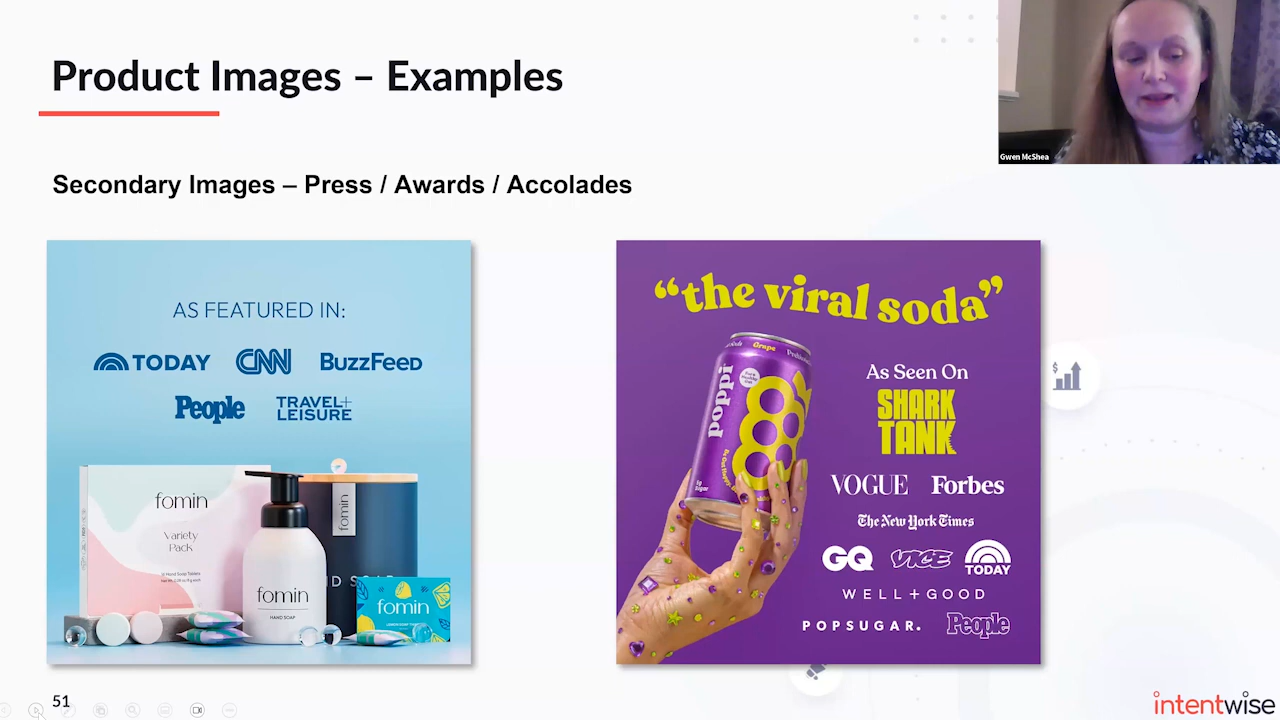 Product Images – Examples
Gwen McShea
Secondary Images – Press / Awards / Accolades
AS FEATURED IN:
TODAY CNN BuzzFeeD
People TRAVEL+ LEISURE
fomin
Variety
Pack
fomin
fomin
HAND SOAP
fomin
“the viral soda”
Grape
poppi
As Seen On
SHARK
TANK
VOGUE Forbes
The New York Times
GQ VICE TODAY
WELL+GOOD
POPSUGAR. People
51
intentwise